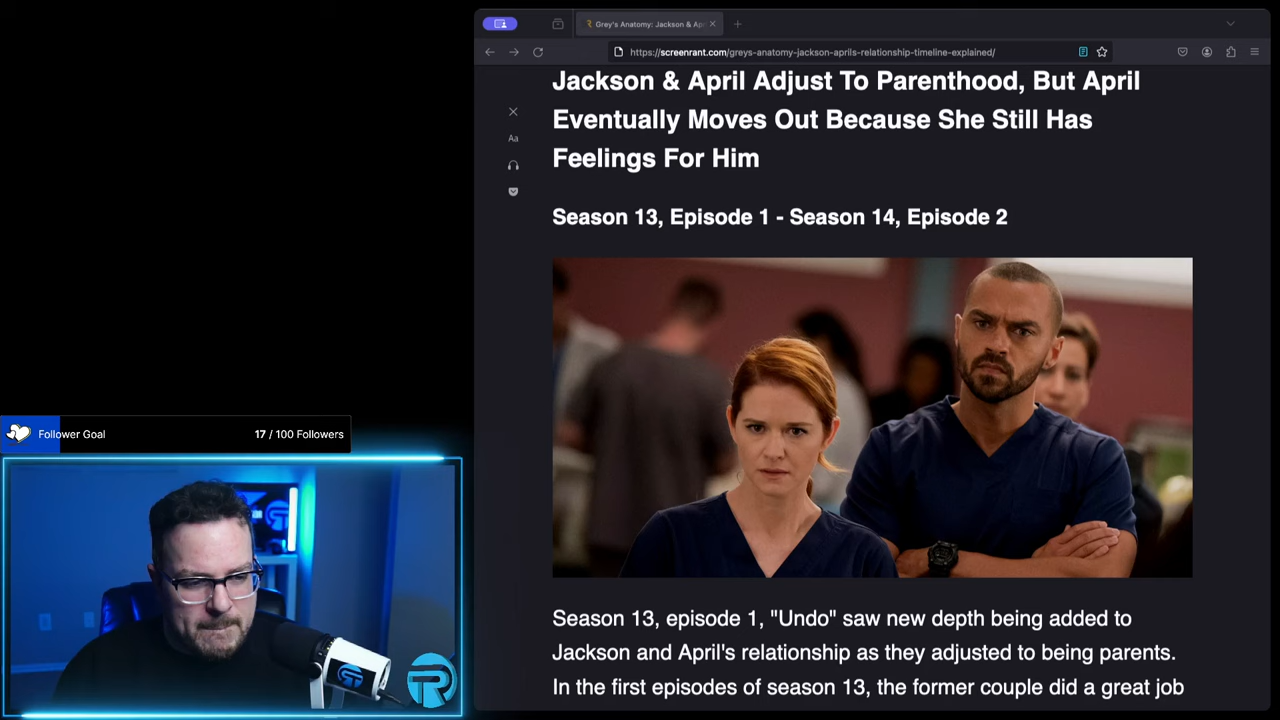 Grey's Anatomy: Jackson & Ap
https://screenrant.com/greys-anatomy-jackson-aprils-relationship-timeline-explained/
Aa
Jackson & April Adjust To Parenthood, But April
Eventually Moves Out Because She Still Has
Feelings For Him
Season 13, Episode 1 - Season 14, Episode 2
Season 13, episode 1, "Undo" saw new depth being added to
Jackson and April's relationship as they adjusted to being parents.
In the first episodes of season 13, the former couple did a great job
Follower Goal
17 / 100 Followers